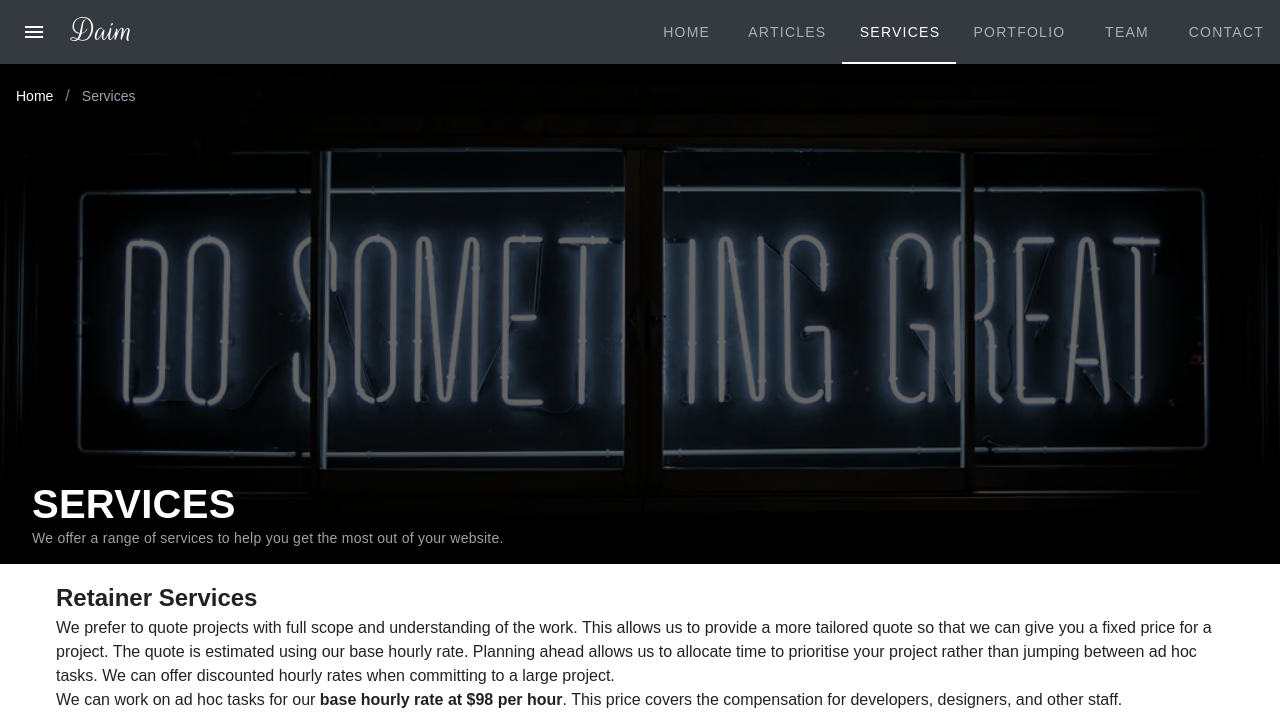 Daim
HOME ARTICLES SERVICES PORTFOLIO TEAM CONTACT
Home / Services
DO SOMETHING GREAT
SERVICES
We offer a range of services to help you get the most out of your website.
Retainer Services
We prefer to quote projects with full scope and understanding of the work. This allows us to provide a more tailored quote so that we can give you a fixed price for a
project. The quote is estimated using our base hourly rate. Planning ahead allows us to allocate time to prioritise your project rather than jumping between ad hoc
tasks. We can offer discounted hourly rates when committing to a large project.
We can work on ad hoc tasks for our base hourly rate at $98 per hour. This price covers the compensation for developers, designers, and other staff.